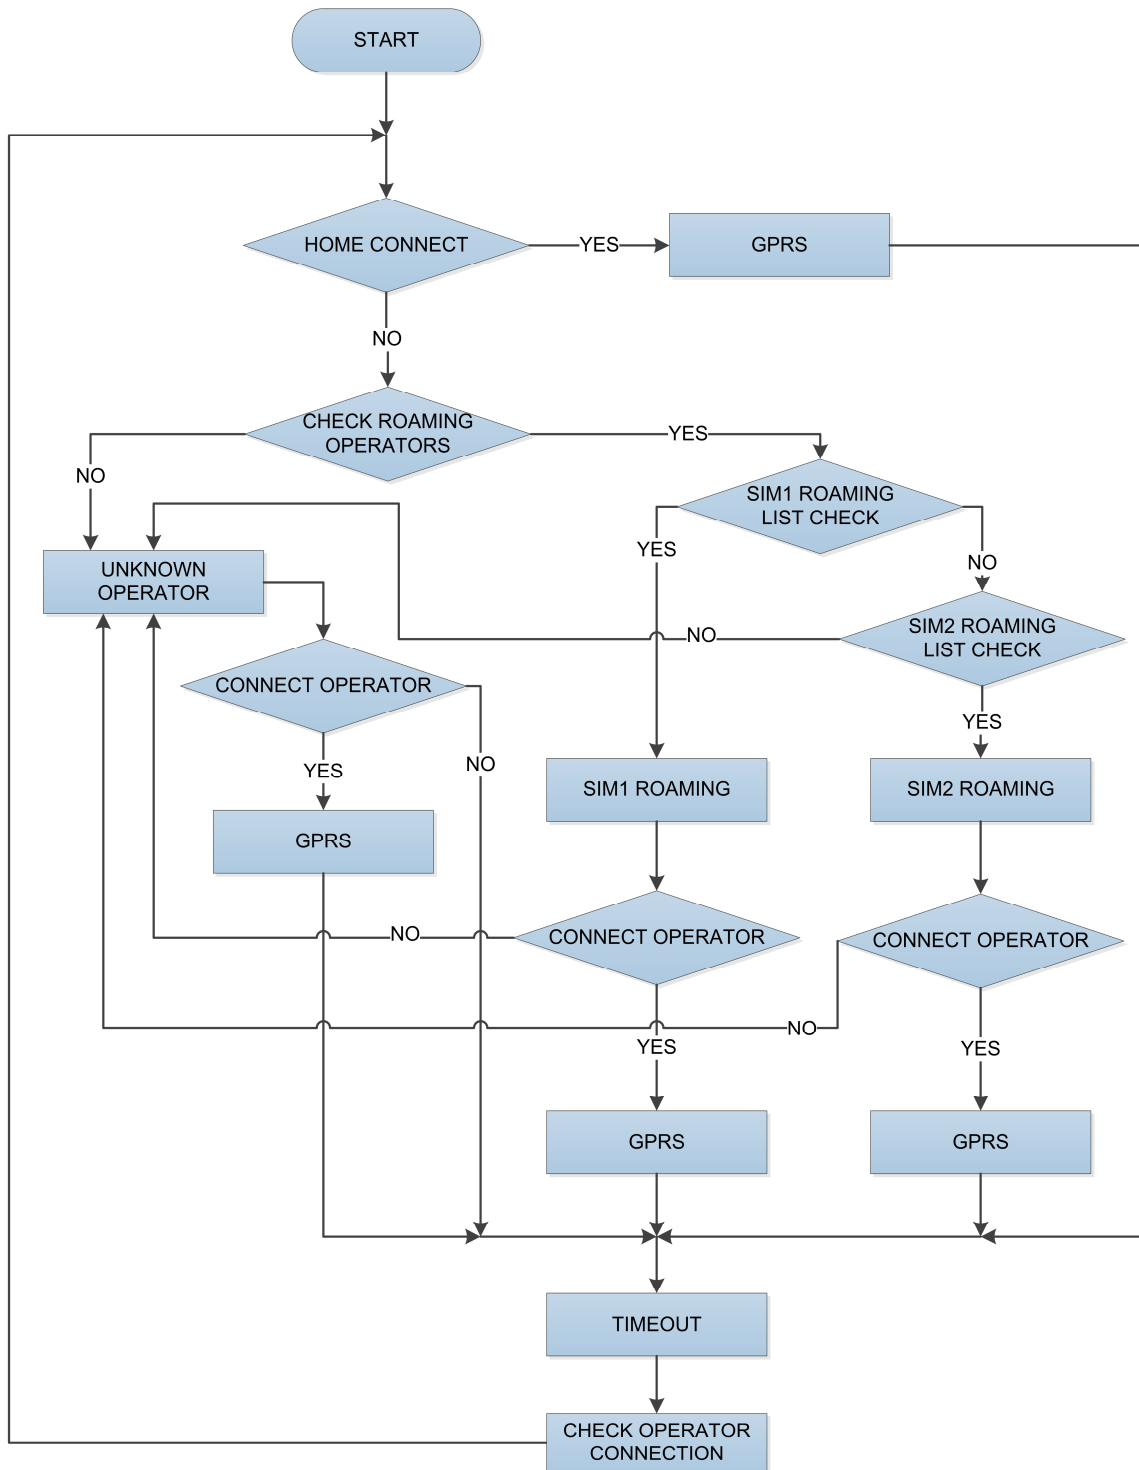 START
HOME CONNECT
YES
GPRS
NO
CHECK ROAMING
OPERATORS
YES
NO
SIM1 ROAMING
LIST CHECK
YES
NO
UNKNOWN
OPERATOR
SIM2 ROAMING
LIST CHECK
NO
CONNECT OPERATOR
YES
NO
YES
SIM1 ROAMING
SIM2 ROAMING
GPRS
CONNECT OPERATOR
NO
CONNECT OPERATOR
NO
YES
YES
GPRS
GPRS
TIMEOUT
CHECK OPERATOR
CONNECTION